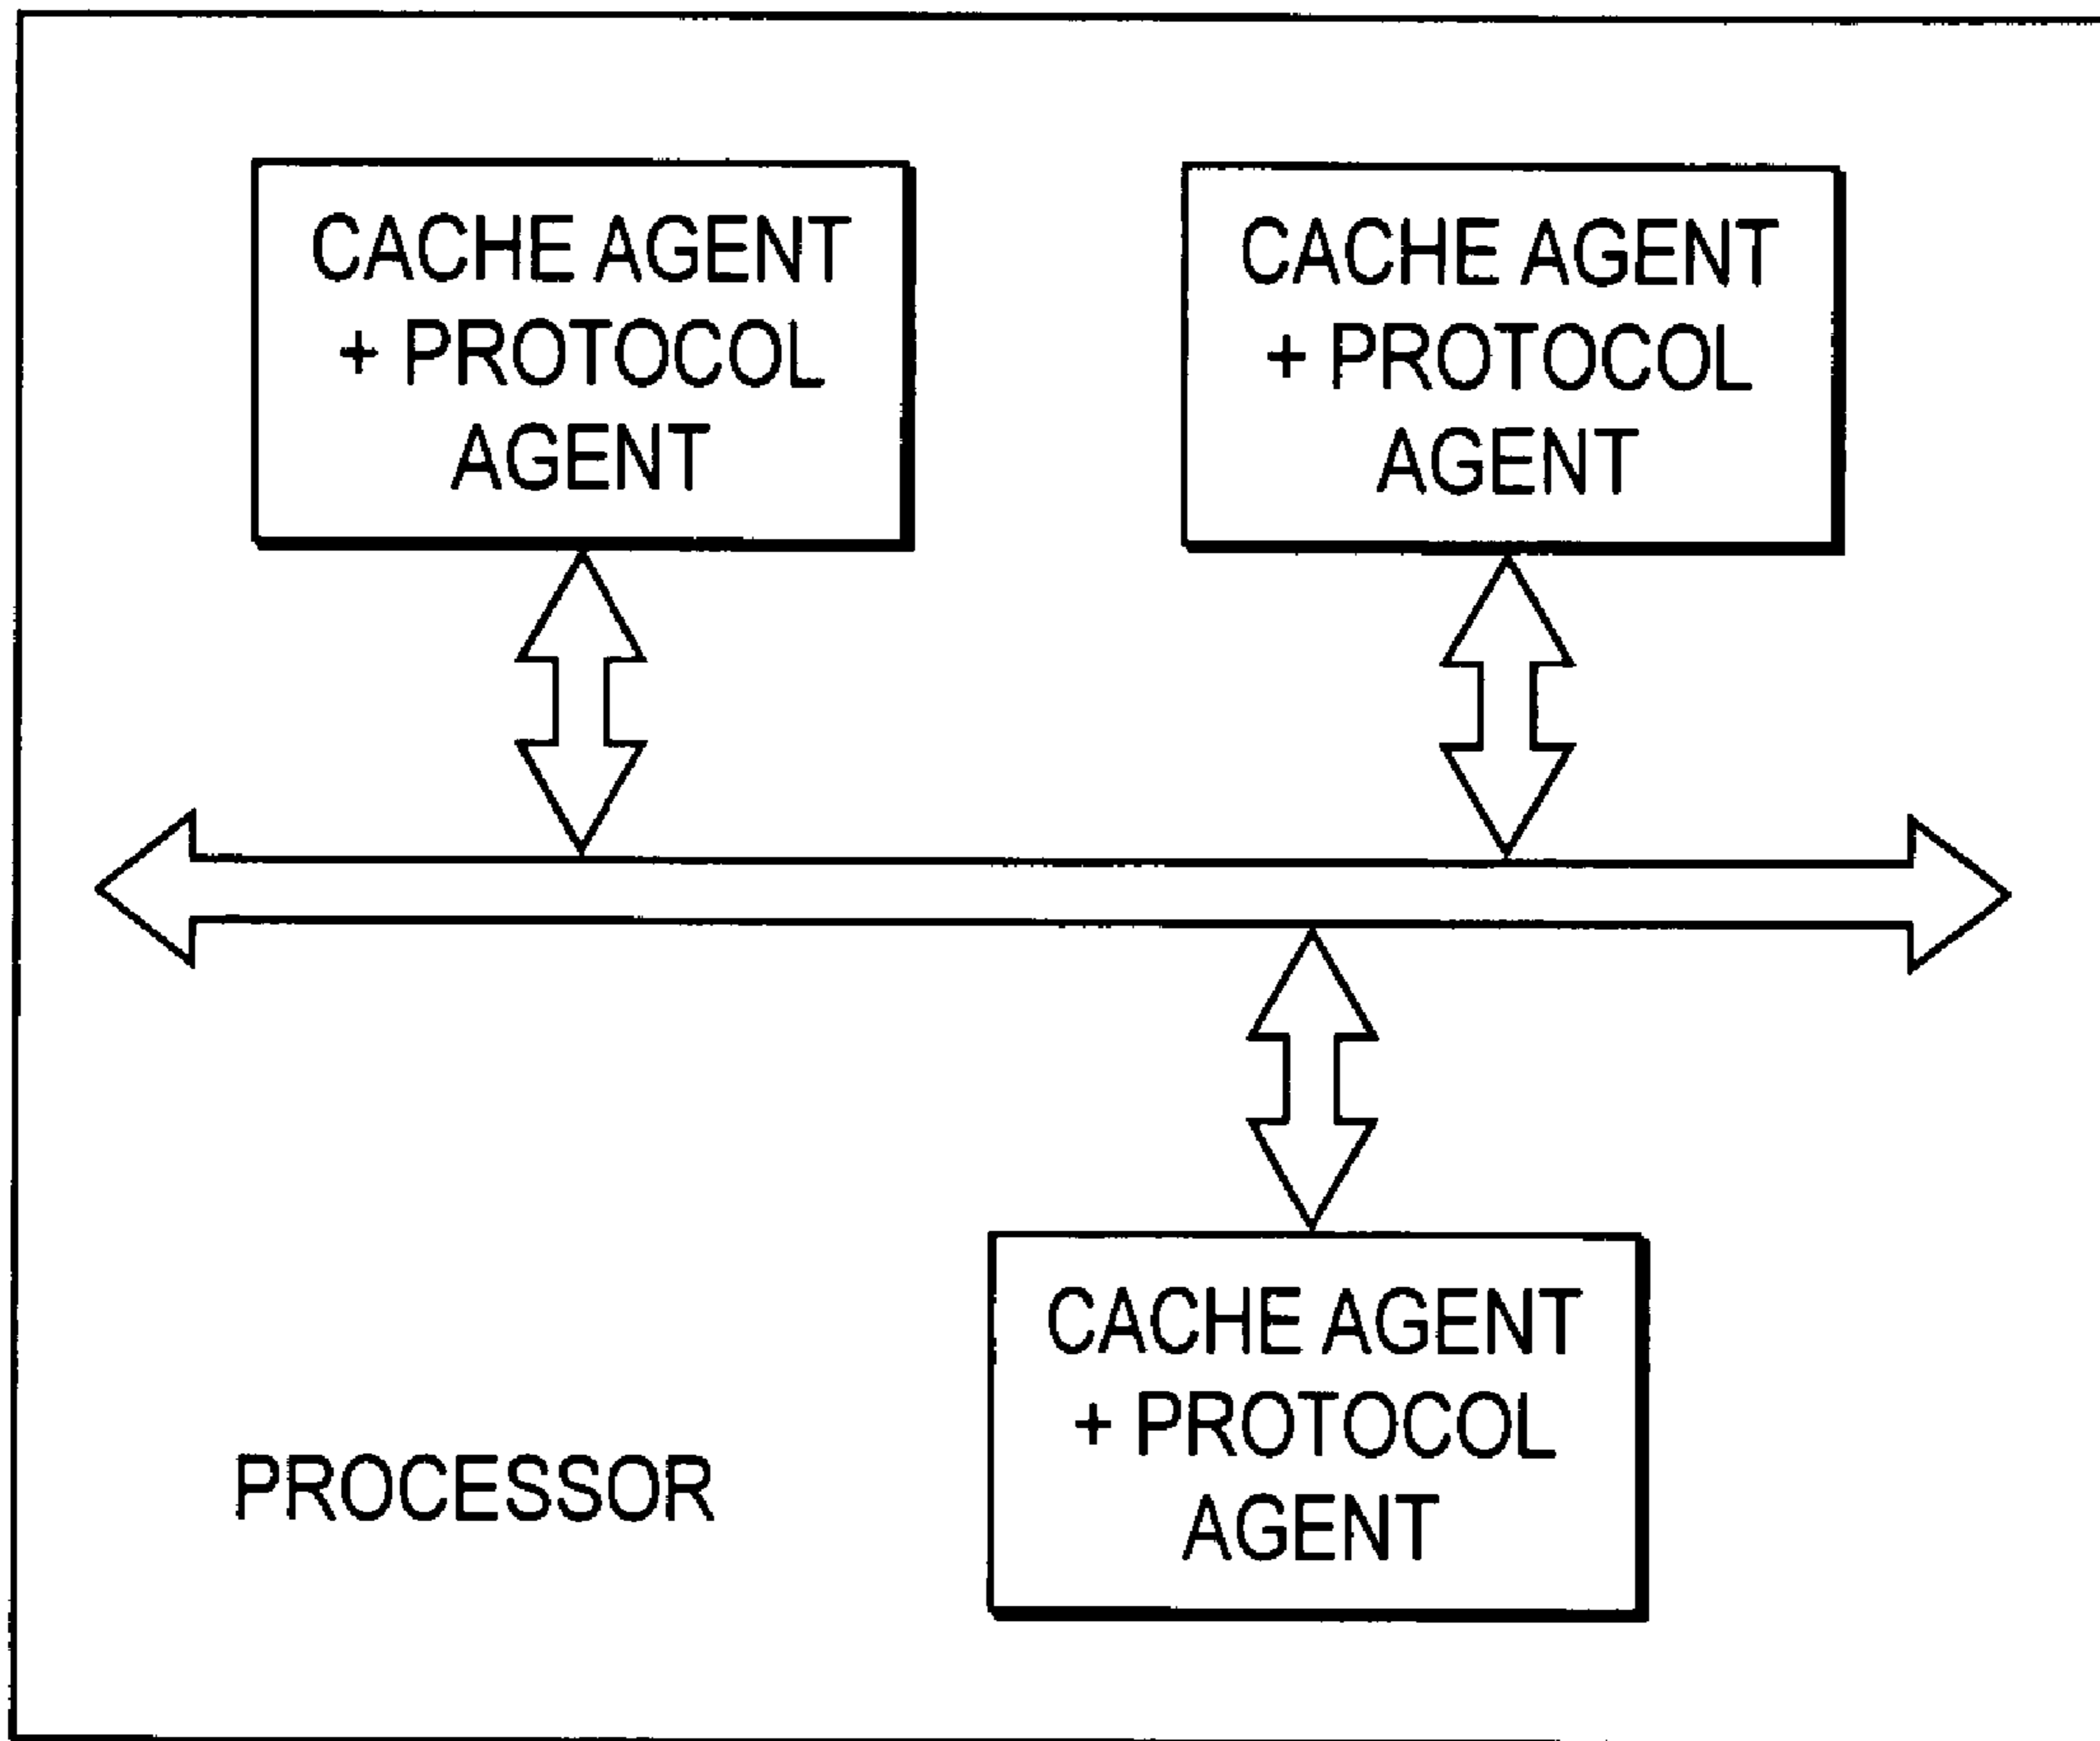 CACHE AGENT
+ PROTOCOL
AGENT
CACHE AGENT
+ PROTOCOL
AGENT
CACHE AGENT
+ PROTOCOL
AGENT
PROCESSOR